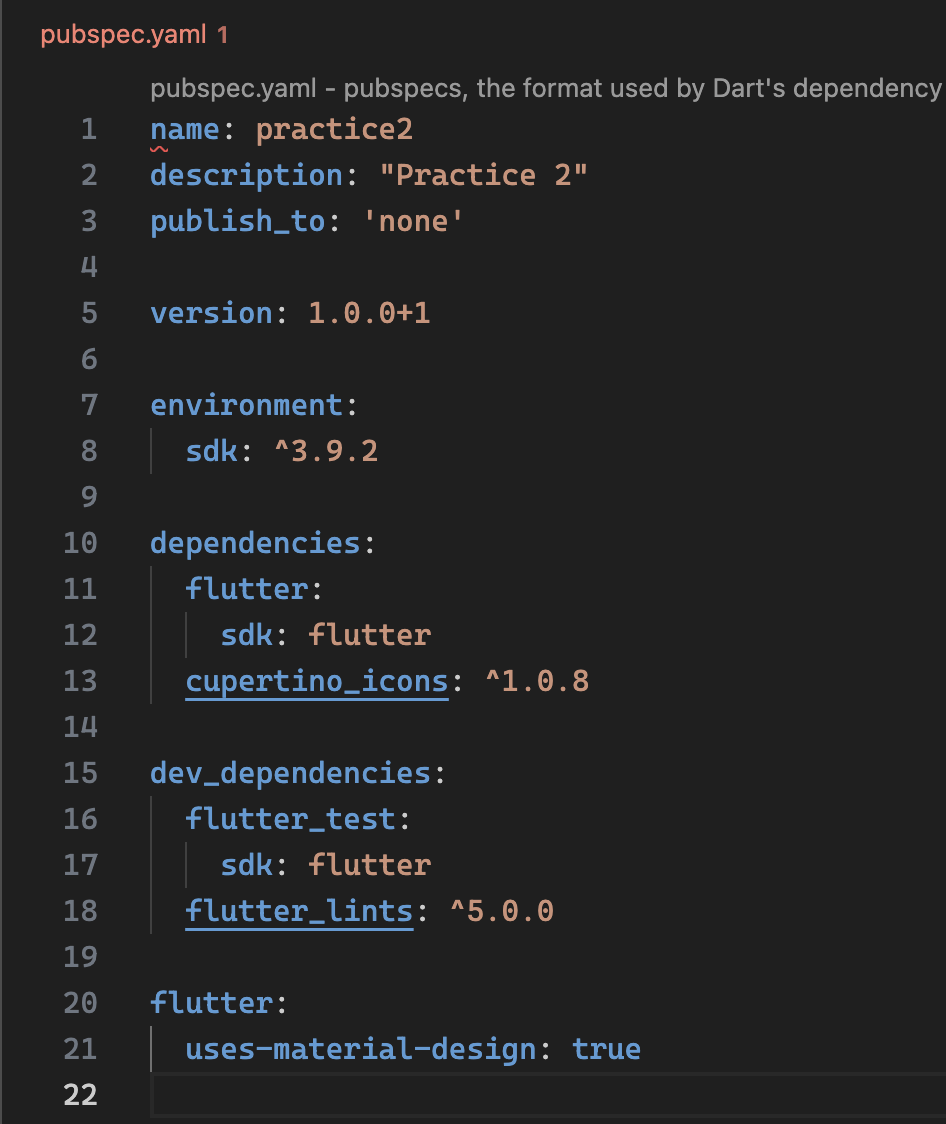 pubspec.yaml 1
pubspec.yaml - pubspecs, the format used by Dart's dependency
1 name: practice2
2 description: "Practice 2"
3 publish_to: 'none'
4
5 version: 1.0.0+1
6
7 environment:
8   sdk: ^3.9.2
9
10 dependencies:
11   flutter:
12     sdk: flutter
13   cupertino_icons: ^1.0.8
14
15 dev_dependencies:
16   flutter_test:
17     sdk: flutter
18   flutter_lints: ^5.0.0
19
20 flutter:
21   uses-material-design: true
22